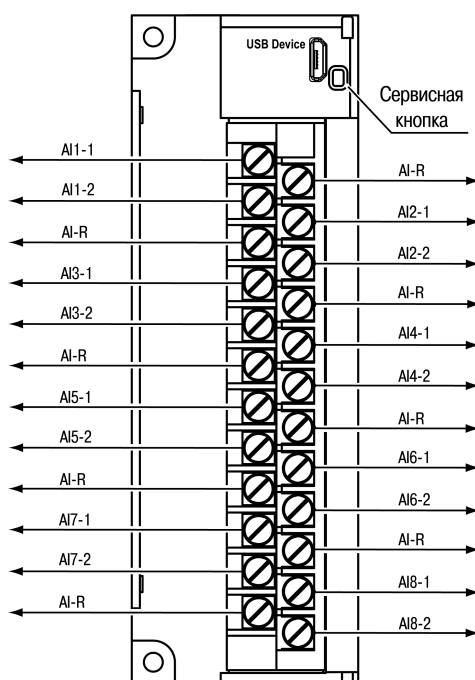 USB Device
Сервисная
кнопка
AI1-1
AI-R
AI1-2
AI2-1
AI-R
AI2-2
AI3-1
AI-R
AI3-2
AI4-1
AI-R
AI4-2
AI5-1
AI-R
AI5-2
AI6-1
AI-R
AI6-2
AI7-1
AI-R
AI7-2
AI8-1
AI-R
AI8-2